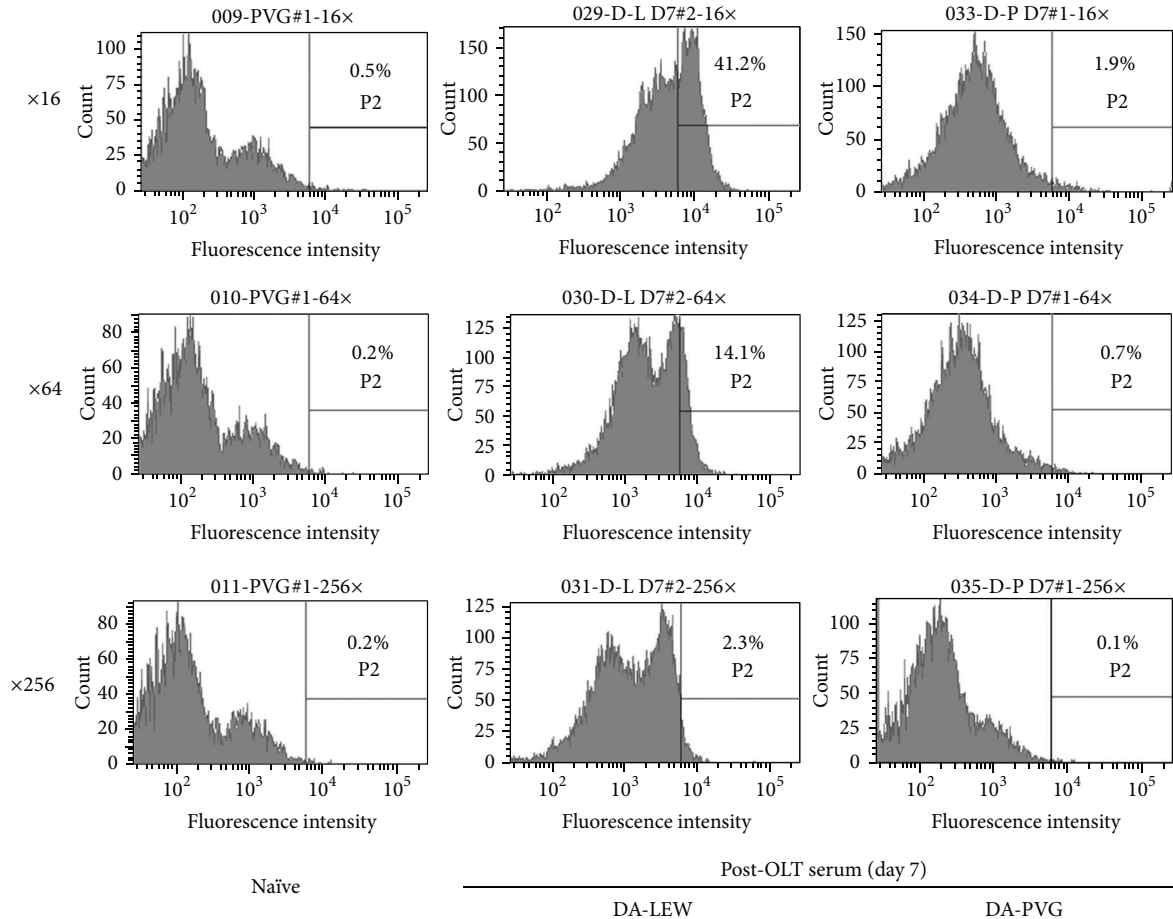 009-PVG#1-16×
×16
Count
100
75
50
25
0
0.5%
P2
10² 10³ 10⁴ 10⁵
Fluorescence intensity
029-D-L D7#2-16×
Count
150
100
50
0
41.2%
P2
10² 10³ 10⁴ 10⁵
Fluorescence intensity
033-D-P D7#1-16×
Count
150
100
50
0
1.9%
P2
10² 10³ 10⁴ 10⁵
Fluorescence intensity
010-PVG#1-64×
×64
Count
80
60
40
20
0
0.2%
P2
10² 10³ 10⁴ 10⁵
Fluorescence intensity
030-D-L D7#2-64×
Count
125
100
75
50
25
0
14.1%
P2
10² 10³ 10⁴ 10⁵
Fluorescence intensity
034-D-P D7#1-64×
Count
125
100
75
50
25
0
0.7%
P2
10² 10³ 10⁴ 10⁵
Fluorescence intensity
011-PVG#1-256×
×256
Count
80
60
40
20
0
0.2%
P2
10² 10³ 10⁴ 10⁵
Fluorescence intensity
031-D-L D7#2-256×
Count
125
100
75
50
25
0
2.3%
P2
10² 10³ 10⁴ 10⁵
Fluorescence intensity
035-D-P D7#1-256×
Count
100
75
50
25
0
0.1%
P2
10² 10³ 10⁴ 10⁵
Fluorescence intensity
Naïve
Post-OLT serum (day 7)
DA-LEW
DA-PVG